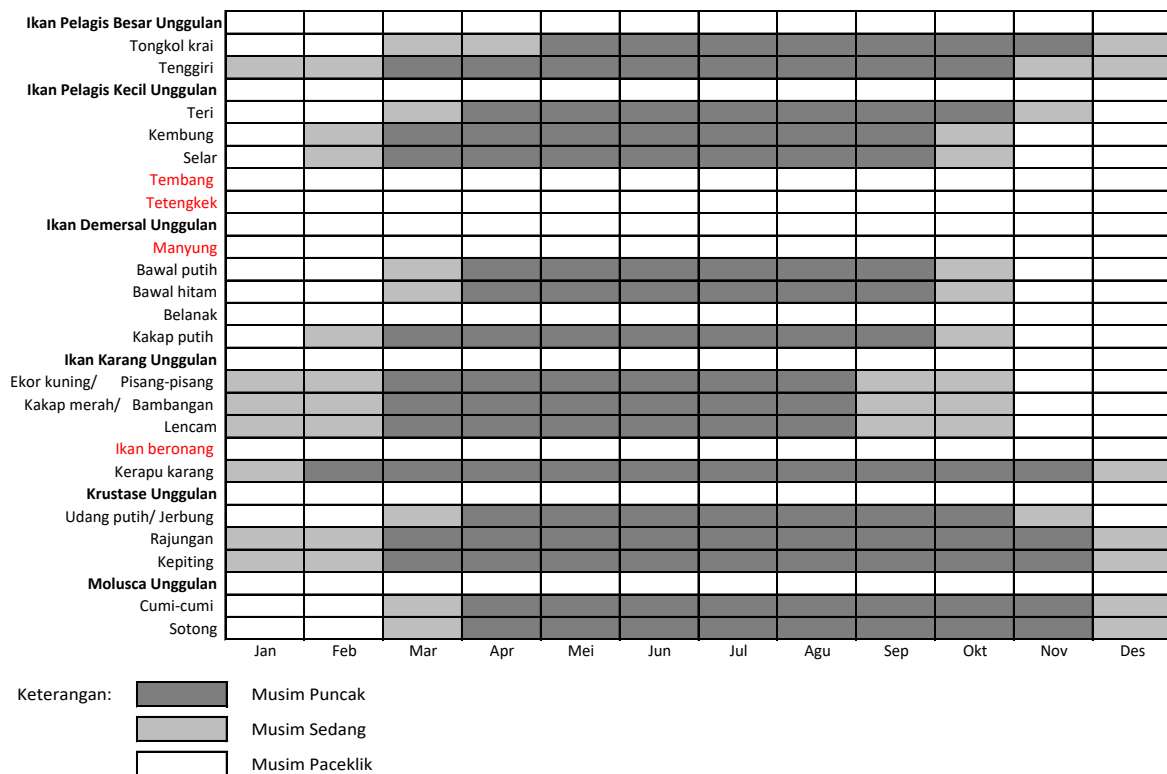 Ikan Pelagis Besar Unggulan
Tongkol krai
Tenggiri
Ikan Pelagis Kecil Unggulan
Teri
Kembung
Selar
Tembang
Tetengkek
Ikan Demersal Unggulan
Manyung
Bawal putih
Bawal hitam
Belanak
Kakap putih
Ikan Karang Unggulan
Ekor kuning/ Pisang-pisang
Kakap merah/ Bambangan
Lencam
Ikan beronang
Kerapu karang
Krustase Unggulan
Udang putih/ Jerbung
Rajungan
Kepiting
Molusca Unggulan
Cumi-cumi
Sotong
Jan Feb Mar Apr Mei Jun Jul Agu Sep Okt Nov Des
Keterangan: Musim Puncak
Musim Sedang
Musim Paceklik